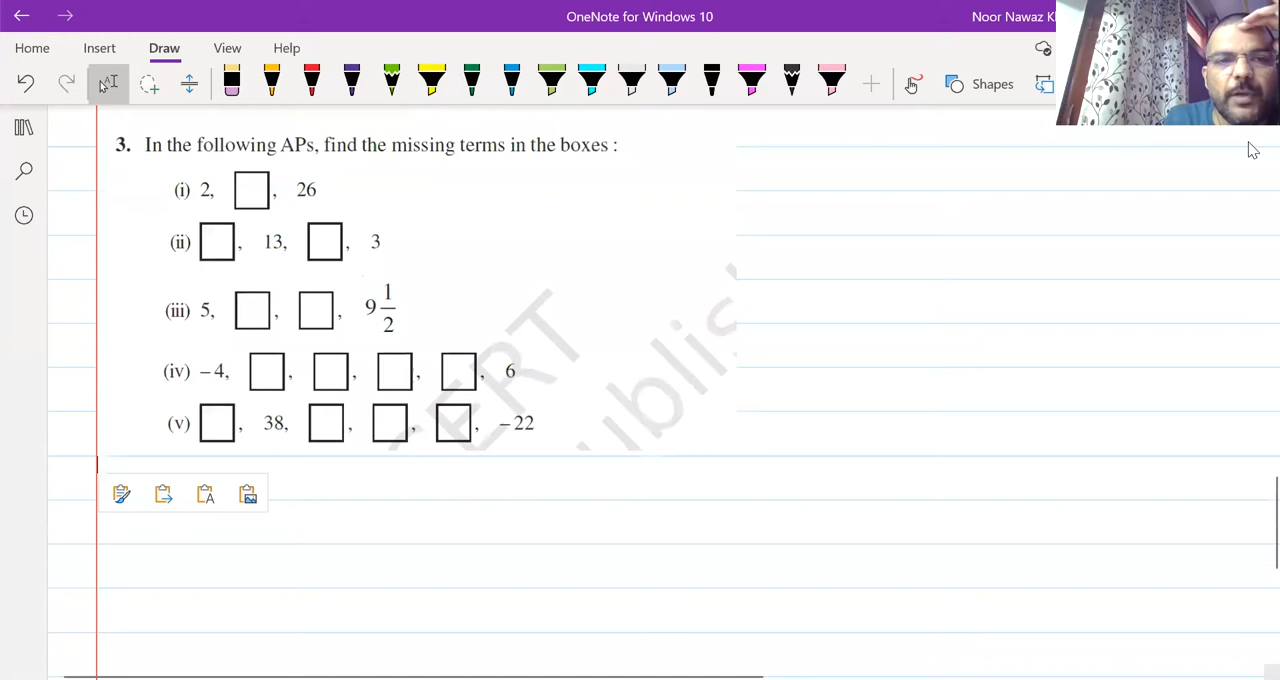 OneNote for Windows 10
Noor Nawaz
Home Insert Draw View Help
Shapes
3. In the following APs, find the missing terms in the boxes :
(i) 2, □, 26
(ii) □, 13, □, 3
(iii) 5, □, □, 9 1/2
(iv) – 4, □, □, □, □, 6
(v) □, 38, □, □, □, – 22